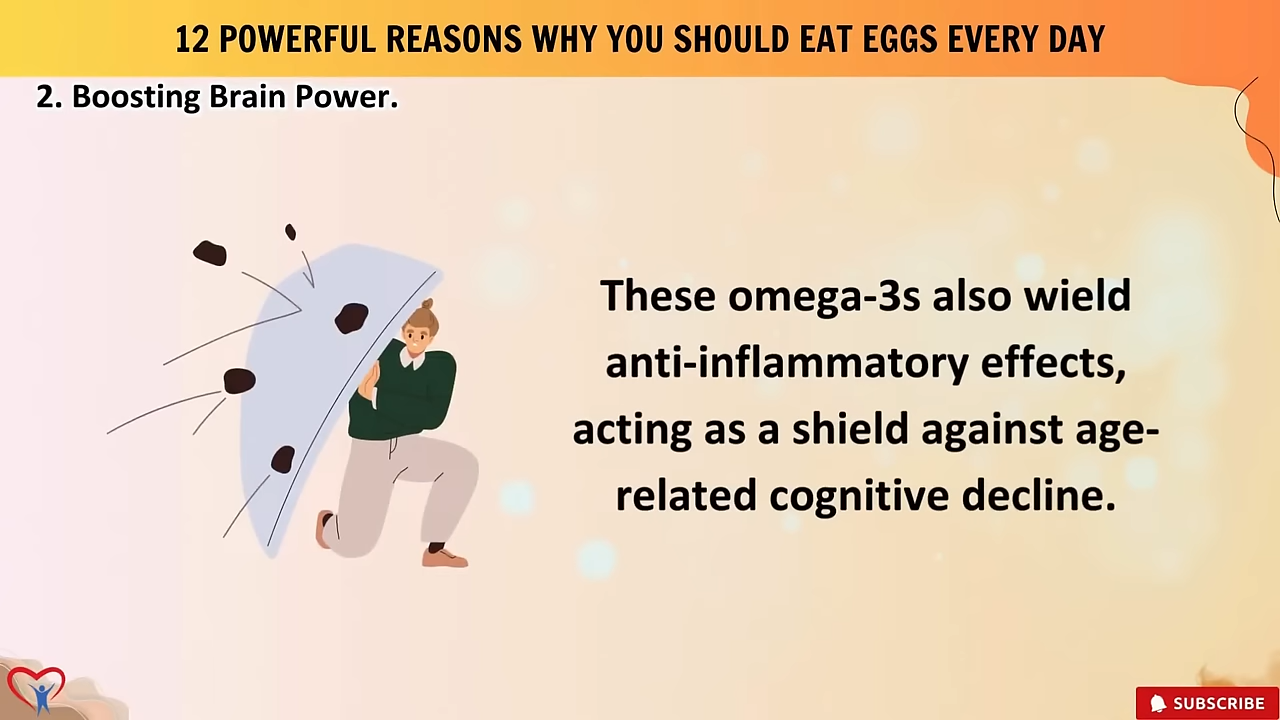 12 POWERFUL REASONS WHY YOU SHOULD EAT EGGS EVERY DAY
2. Boosting Brain Power.
These omega-3s also wield
anti-inflammatory effects,
acting as a shield against age-
related cognitive decline.
SUBSCRIBE